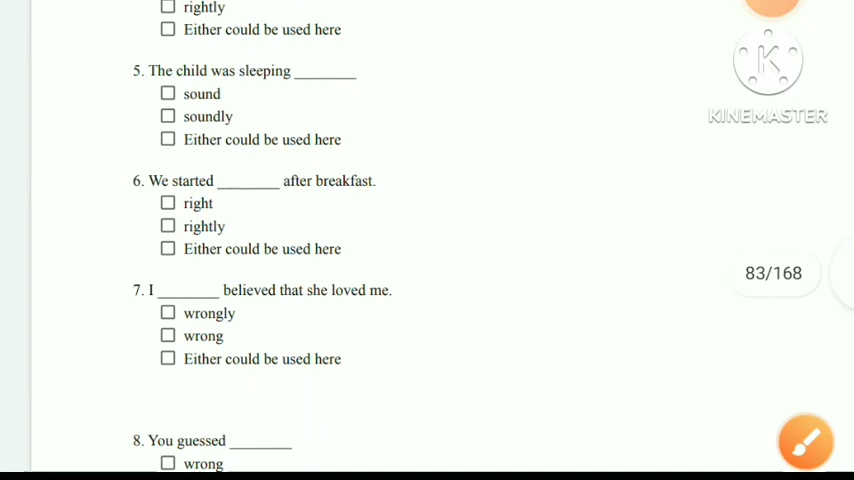 rightly
Either could be used here
5. The child was sleeping ________
sound
soundly
Either could be used here
6. We started ________ after breakfast.
right
rightly
Either could be used here
7. I ________ believed that she loved me.
wrongly
wrong
Either could be used here
8. You guessed ________
wrong
KINEMASTER
83/168